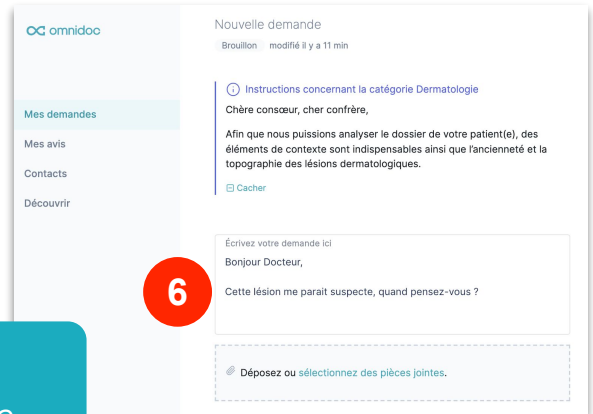 omnidoc
Nouvelle demande
Brouillon modifié il y a 11 min
Instructions concernant la catégorie Dermatologie
Chère consœur, cher confrère,
Afin que nous puissions analyser le dossier de votre patient(e), des
éléments de contexte sont indispensables ainsi que l'ancienneté et la
topographie des lésions dermatologiques.
Cacher
Mes demandes
Mes avis
Contacts
Découvrir
Écrivez votre demande ici
Bonjour Docteur,
Cette lésion me parait suspecte, quand pensez-vous ?
6
Déposez ou sélectionnez des pièces jointes.